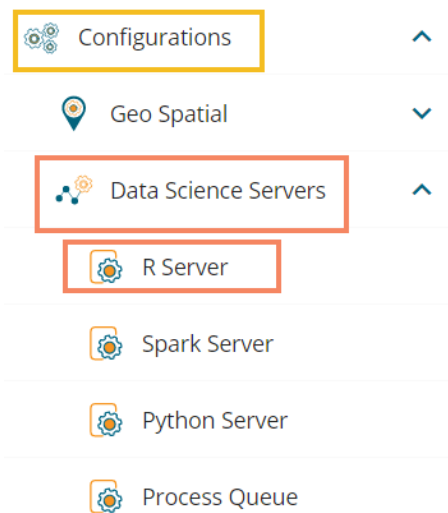 Configurations
Geo Spatial
Data Science Servers
R Server
Spark Server
Python Server
Process Queue